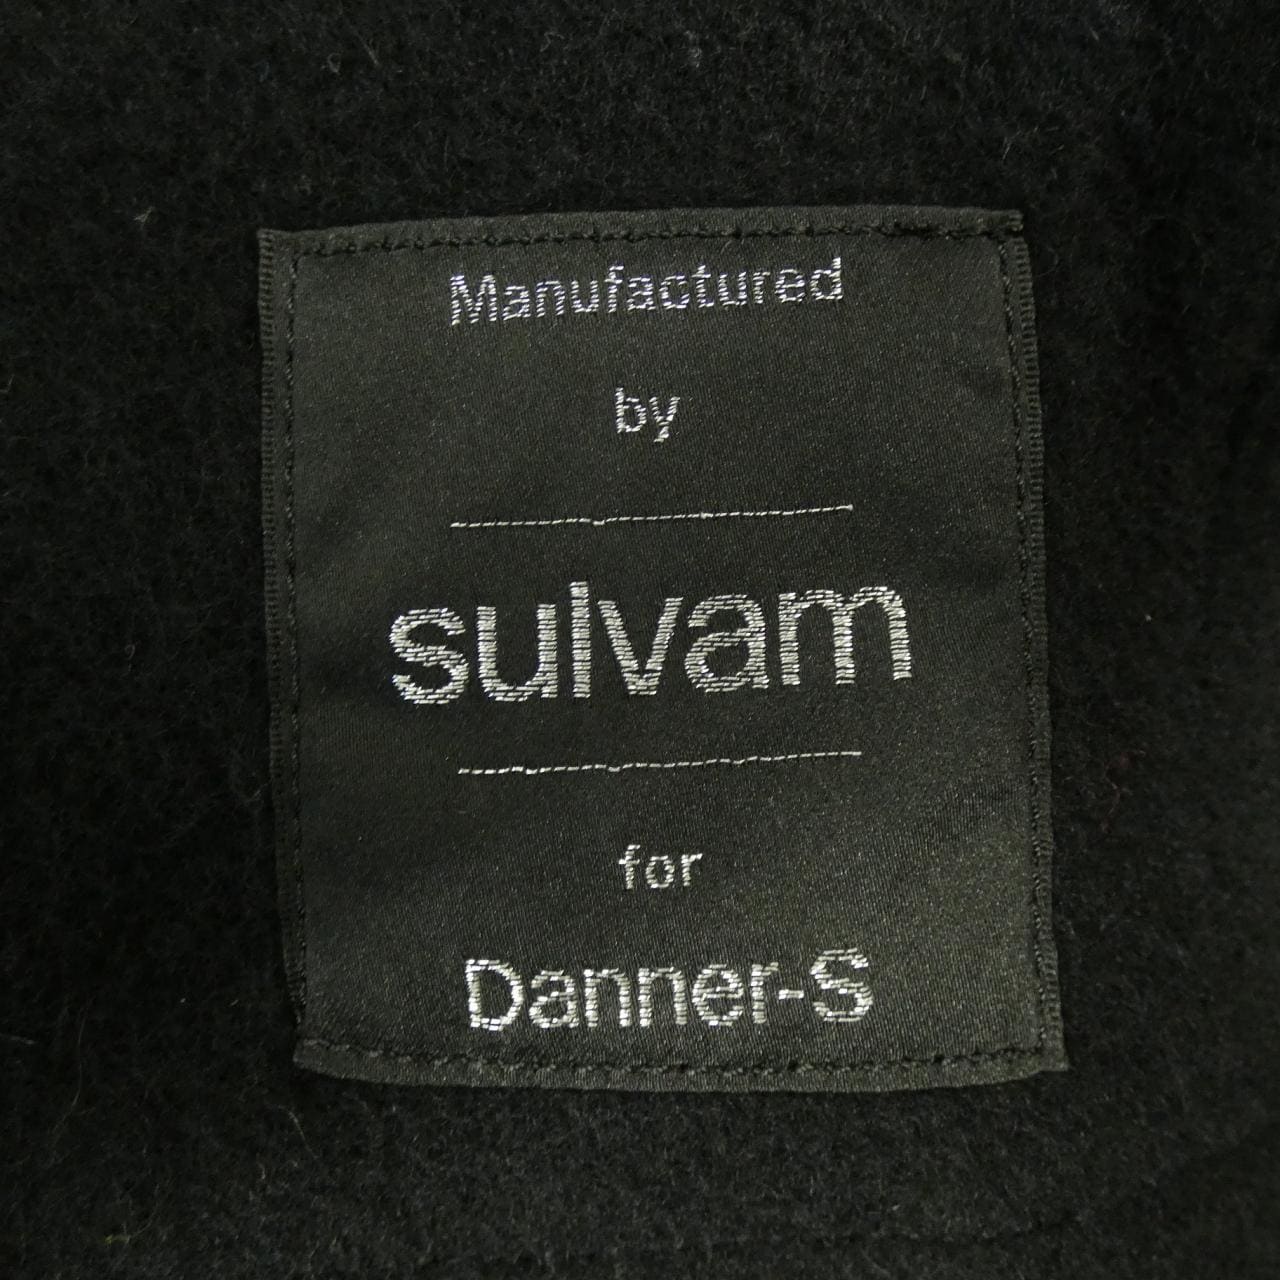 Manufactured
by
sulvam
for
Danner-S